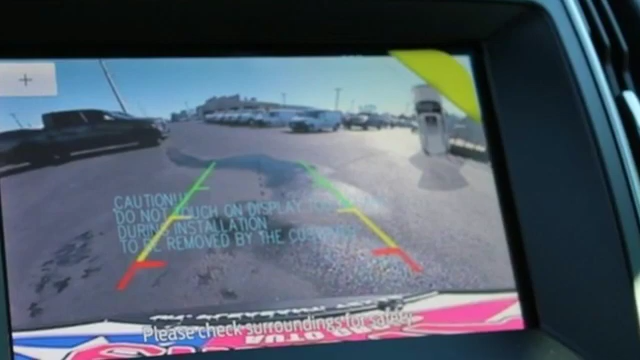 +
CAUTION!!
DO NOT TOUCH ON DISPLAY
DURING INSTALLATION
TO BE REMOVED BY THE CUSTOMER
Please check surroundings for safety
AUTO